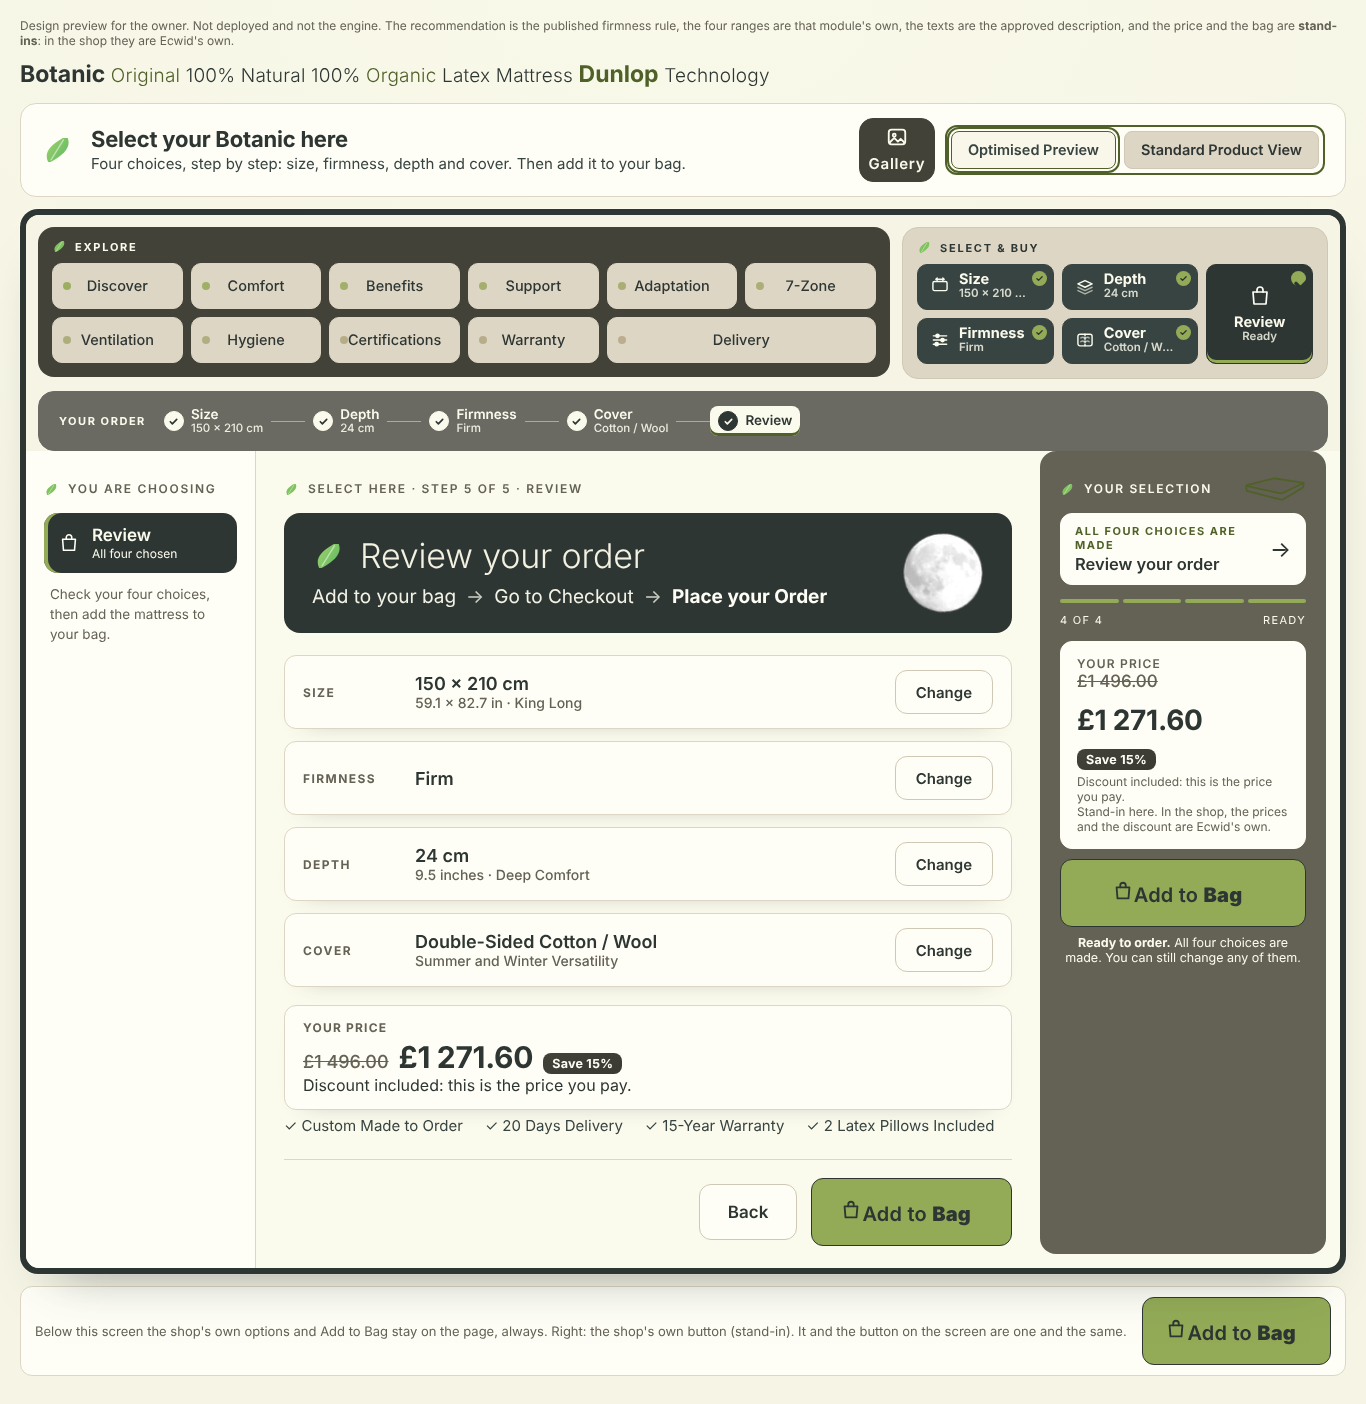 Design preview for the owner. Not deployed and not the engine. The recommendation is the published firmness rule, the four ranges are that module's own, the texts are the approved description, and the price and the bag are stand-
ins: in the shop they are Ecwid's own.
Botanic Original 100% Natural 100% Organic Latex Mattress Dunlop Technology
Select your Botanic here
Four choices, step by step: size, firmness, depth and cover. Then add it to your bag.
Gallery
Optimised Preview
Standard Product View
EXPLORE
Discover
Comfort
Benefits
Support
Adaptation
7-Zone
Ventilation
Hygiene
Certifications
Warranty
Delivery
SELECT & BUY
Size
150 × 210 ...
Depth
24 cm
Firmness
Firm
Cover
Cotton / W...
Review
Ready
YOUR ORDER
Size
150 × 210 cm
Depth
24 cm
Firmness
Firm
Cover
Cotton / Wool
Review
YOU ARE CHOOSING
Review
All four chosen
Check your four choices,
then add the mattress to
your bag.
SELECT HERE · STEP 5 OF 5 · REVIEW
Review your order
Add to your bag → Go to Checkout → Place your Order
SIZE
150 × 210 cm
59.1 × 82.7 in · King Long
Change
FIRMNESS
Firm
Change
DEPTH
24 cm
9.5 inches · Deep Comfort
Change
COVER
Double-Sided Cotton / Wool
Summer and Winter Versatility
Change
YOUR PRICE
£1 496.00 £1 271.60 Save 15%
Discount included: this is the price you pay.
✓ Custom Made to Order ✓ 20 Days Delivery ✓ 15-Year Warranty ✓ 2 Latex Pillows Included
Back
Add to Bag
YOUR SELECTION
ALL FOUR CHOICES ARE
MADE
Review your order →
4 OF 4
READY
YOUR PRICE
£1 496.00
£1 271.60
Save 15%
Discount included: this is the price
you pay.
Stand-in here. In the shop, the prices
and the discount are Ecwid's own.
Add to Bag
Ready to order. All four choices are
made. You can still change any of them.
Below this screen the shop's own options and Add to Bag stay on the page, always. Right: the shop's own button (stand-in). It and the button on the screen are one and the same.
Add to Bag